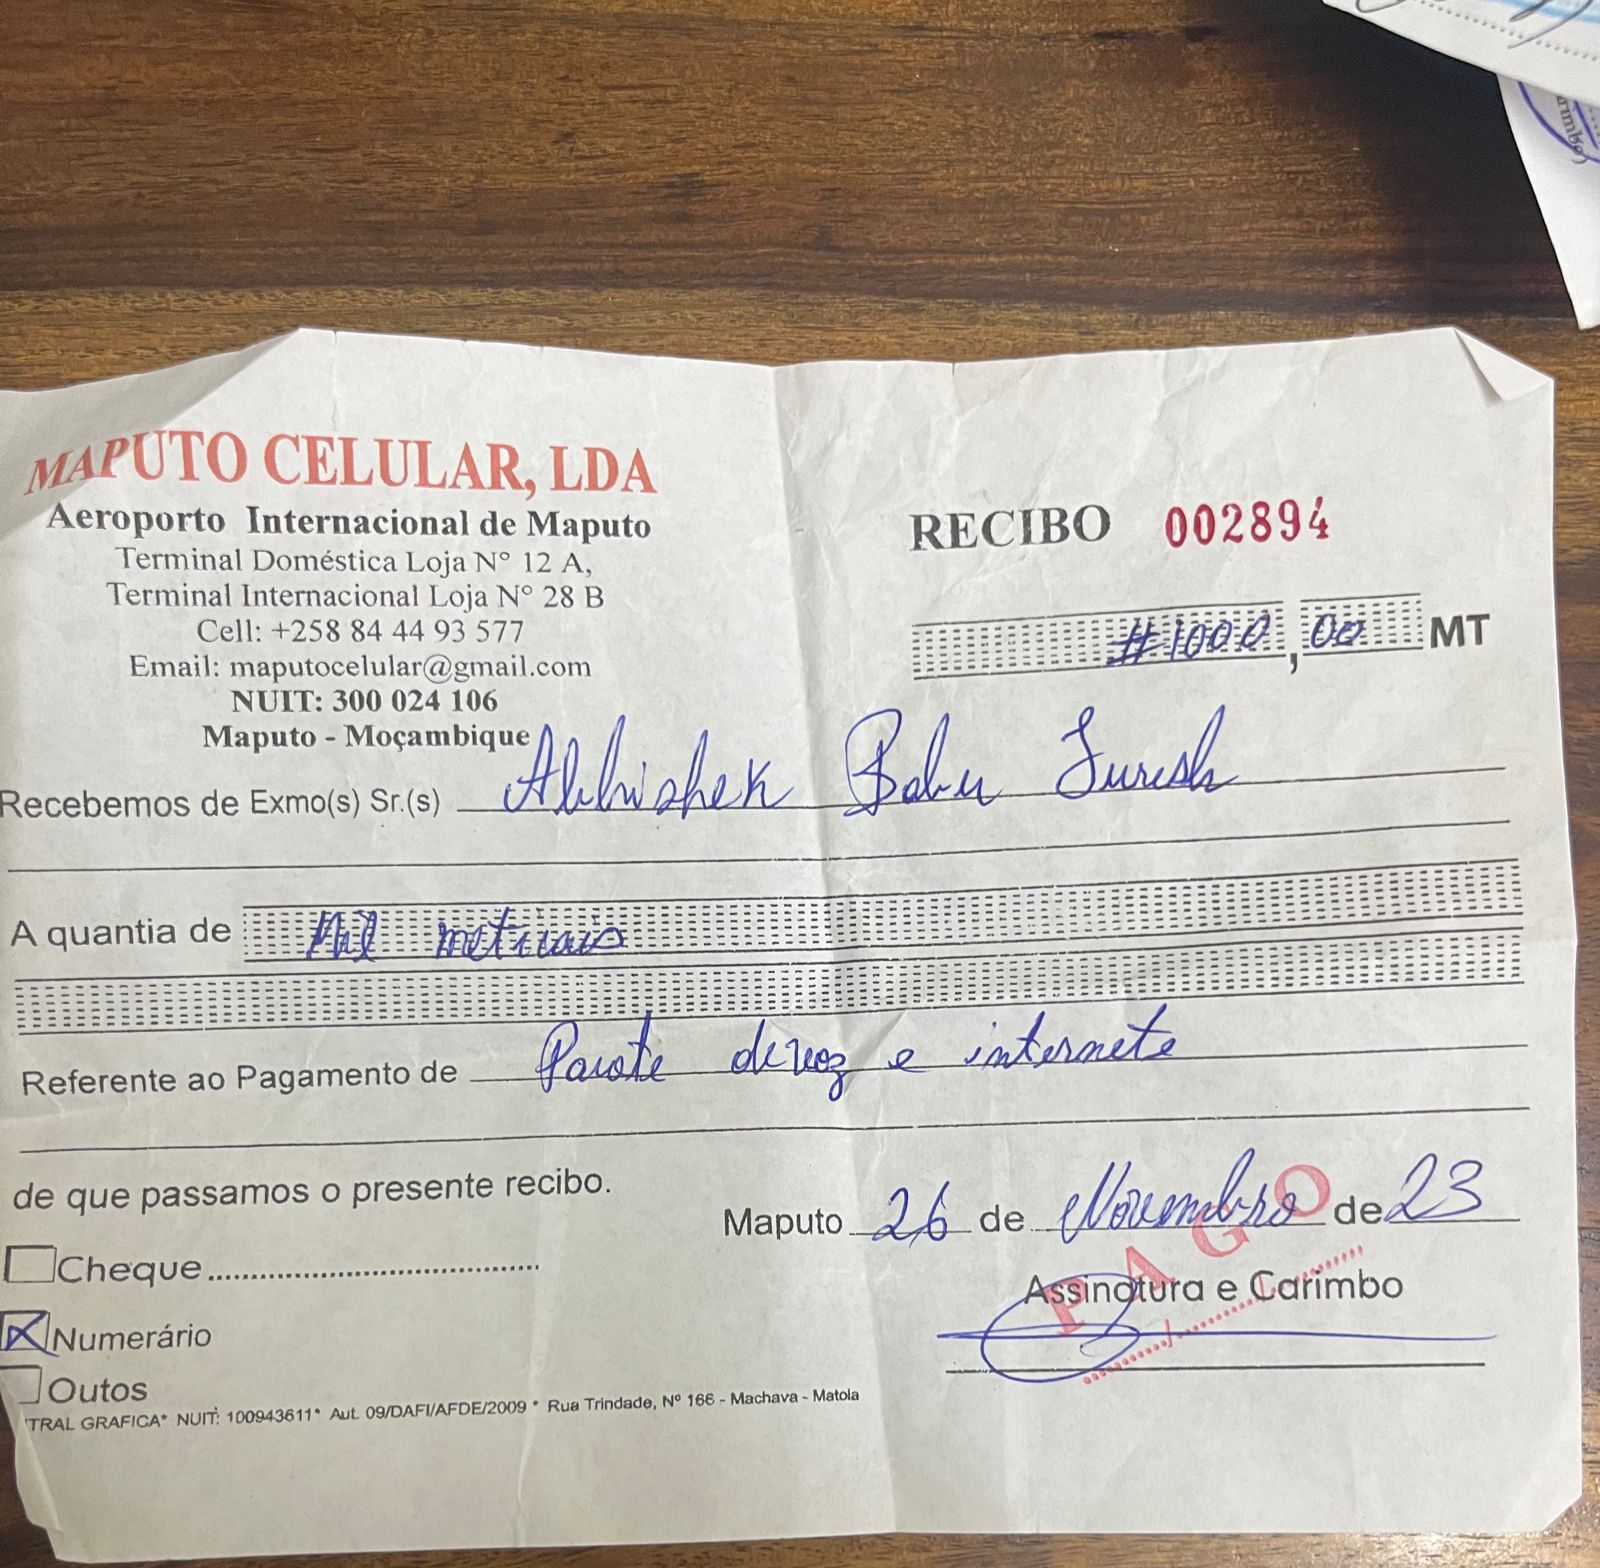 MAPUTO CELULAR, LDA
Aeroporto Internacional de Maputo
Terminal Doméstica Loja N° 12 A,
Terminal Internacional Loja N° 28 B
Cell: +258 84 44 93 577
Email: maputocelular@gmail.com
NUIT: 300 024 106
Maputo - Moçambique
RECIBO 002894
#1000,00 MT
Recebemos de Exmo(s) Sr.(s) Abhishek Babu Suresh
A quantia de Mil meticais
Referente ao Pagamento de Pacote de voz e internete
de que passamos o presente recibo.
Maputo 26 de Novembro de 23
Cheque
Numerário
Outos
Assinatura e Carimbo
PAGO
TRAL GRAFICA* NUIT: 100943611* Aut. 09/DAFI/AFDE/2009 * Rua Trindade, Nº 166 - Machava - Matola